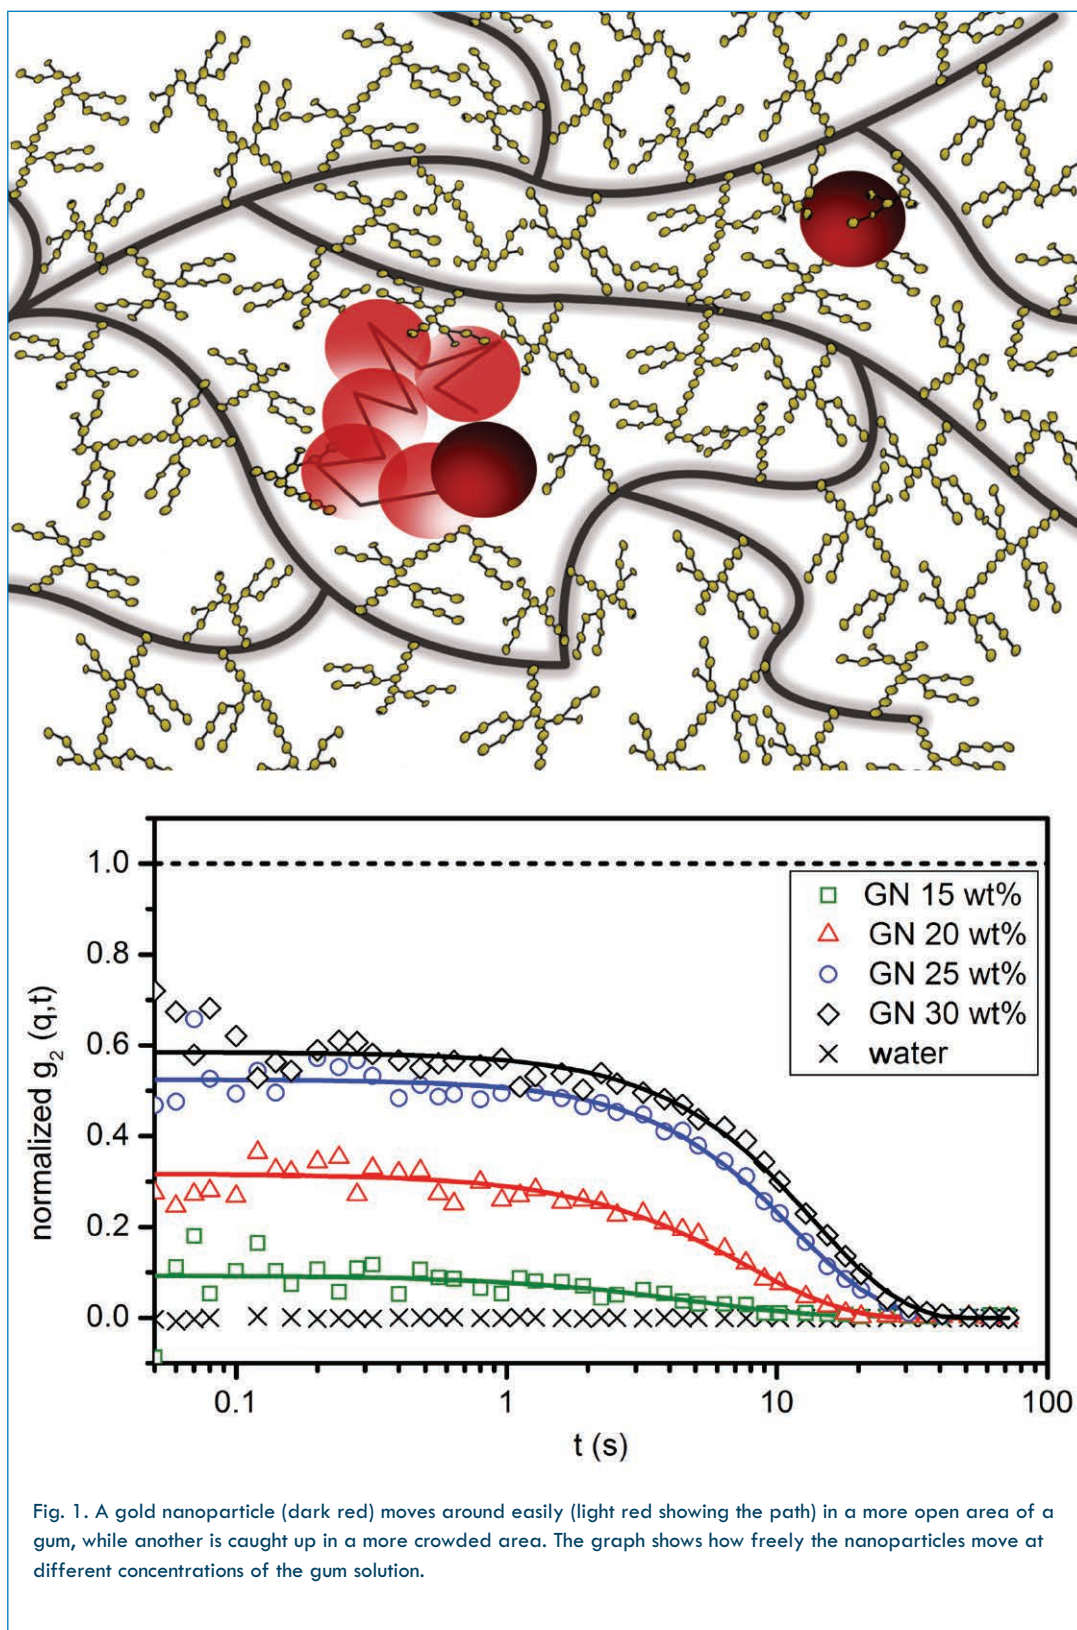 normalized g2 (q,t)
1.0
0.8
0.6
0.4
0.2
0.0
GN 15 wt%
GN 20 wt%
GN 25 wt%
GN 30 wt%
water
0.1 1 10 100
t (s)
Fig. 1. A gold nanoparticle (dark red) moves around easily (light red showing the path) in a more open area of a
gum, while another is caught up in a more crowded area. The graph shows how freely the nanoparticles move at
different concentrations of the gum solution.